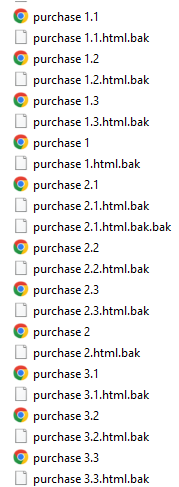 purchase 1.1
purchase 1.1.html.bak
purchase 1.2
purchase 1.2.html.bak
purchase 1.3
purchase 1.3.html.bak
purchase 1
purchase 1.html.bak
purchase 2.1
purchase 2.1.html.bak
purchase 2.1.html.bak.bak
purchase 2.2
purchase 2.2.html.bak
purchase 2.3
purchase 2.3.html.bak
purchase 2
purchase 2.html.bak
purchase 3.1
purchase 3.1.html.bak
purchase 3.2
purchase 3.2.html.bak
purchase 3.3
purchase 3.3.html.bak